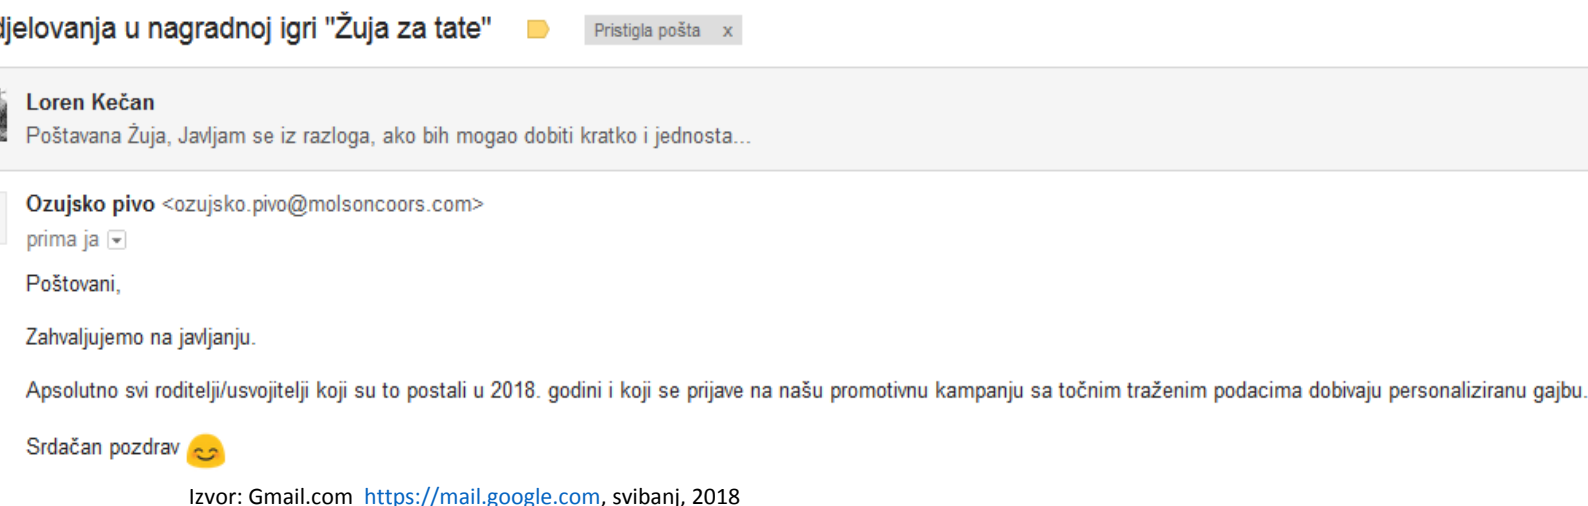 djelovanja u nagradnoj igri "Žuja za tate"
Pristigla pošta x
Loren Kečan
Poštavana Žuja, Javljam se iz razloga, ako bih mogao dobiti kratko i jednosta...
Ozujsko pivo <ozujsko.pivo@molsoncoors.com>
prima ja
Poštovani,
Zahvaljujemo na javljanju.
Apsolutno svi roditelji/usvojitelji koji su to postali u 2018. godini i koji se prijave na našu promotivnu kampanju sa točnim traženim podacima dobivaju personaliziranu gajbu.
Srdačan pozdrav
Izvor: Gmail.com https://mail.google.com, svibanj, 2018